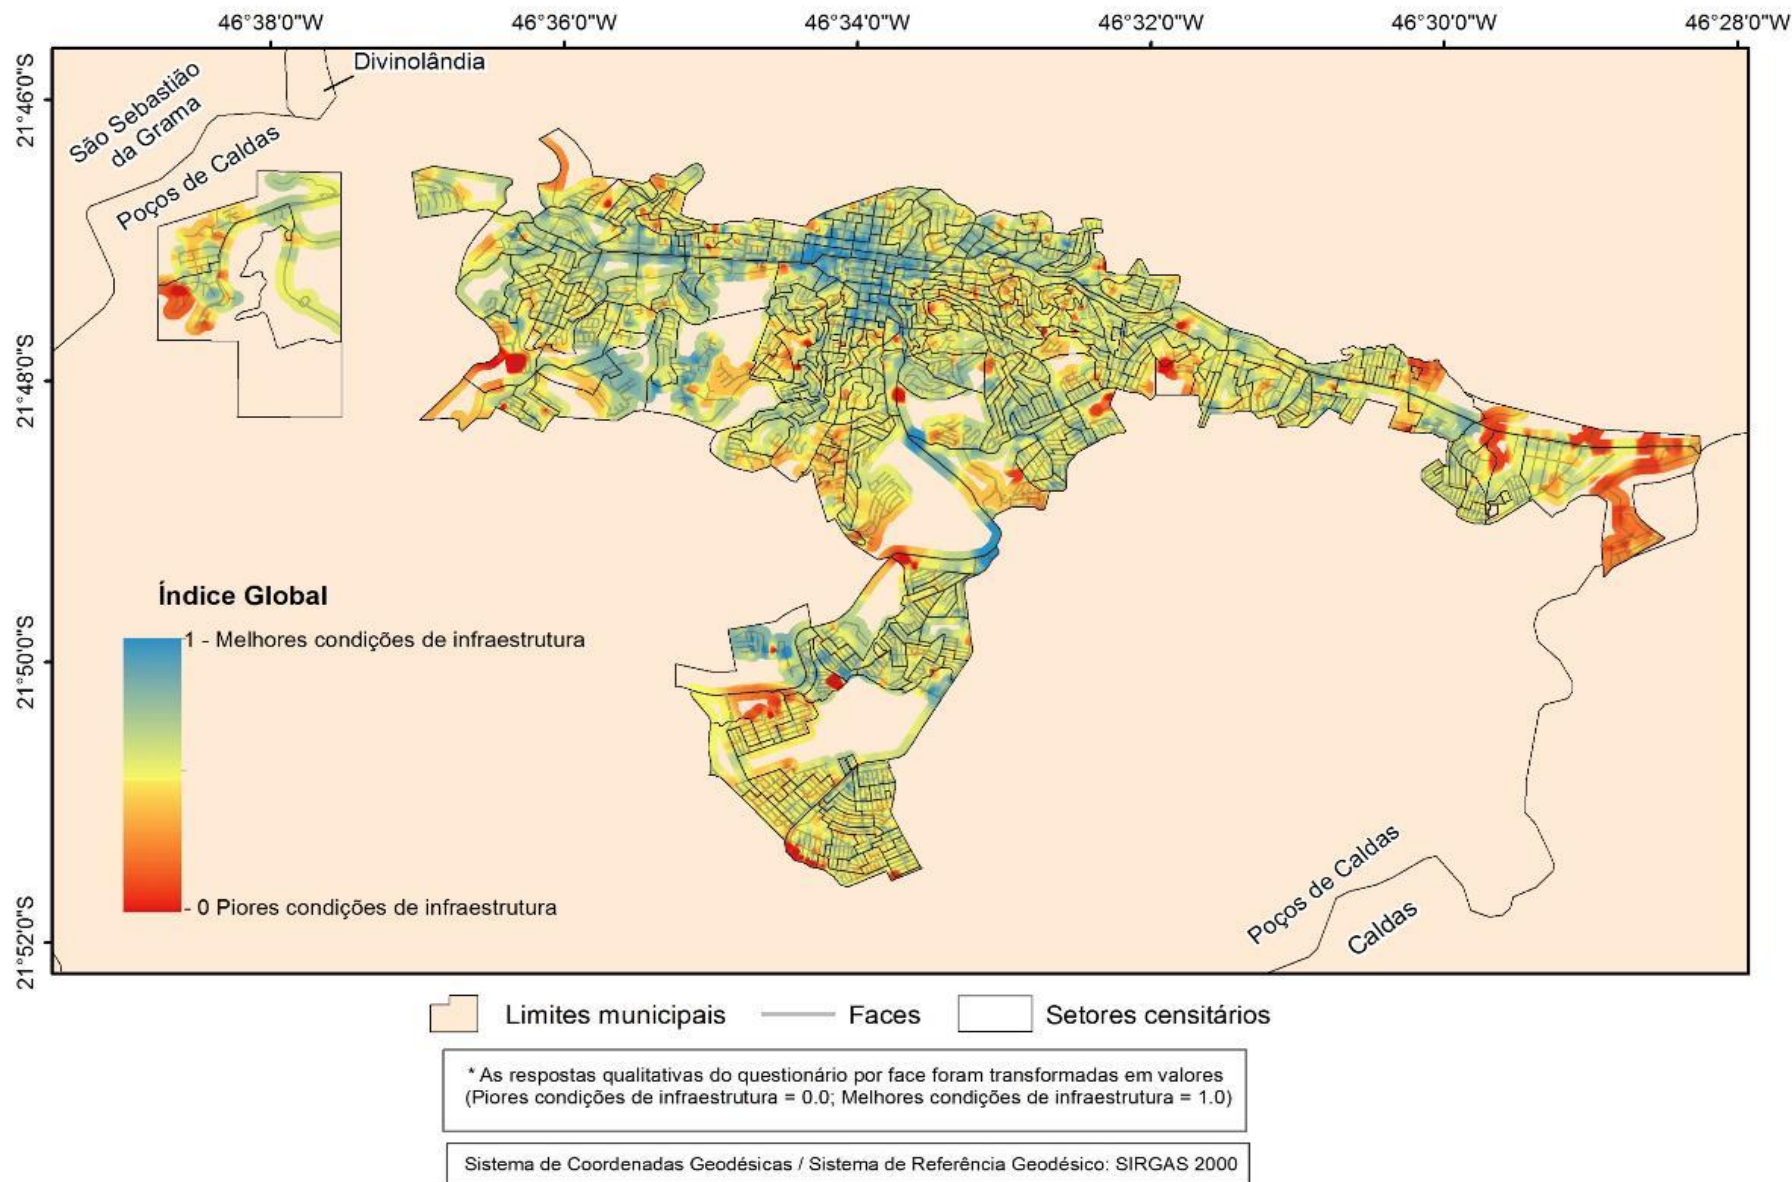 46°38'0"W
46°36'0"W
46°34'0"W
46°32'0"W
46°30'0"W
46°28'0"W
21°46'0"S
21°48'0"S
21°50'0"S
21°52'0"S
Divinolândia
São Sebastião
da Grama
Poços de Caldas
Índice Global
1 - Melhores condições de infraestrutura
- 0 Piores condições de infraestrutura
Poços de Caldas
Caldas
Limites municipais
Faces
Setores censitários
* As respostas qualitativas do questionário por face foram transformadas em valores
(Piores condições de infraestrutura = 0.0; Melhores condições de infraestrutura = 1.0)
Sistema de Coordenadas Geodésicas / Sistema de Referência Geodésico: SIRGAS 2000